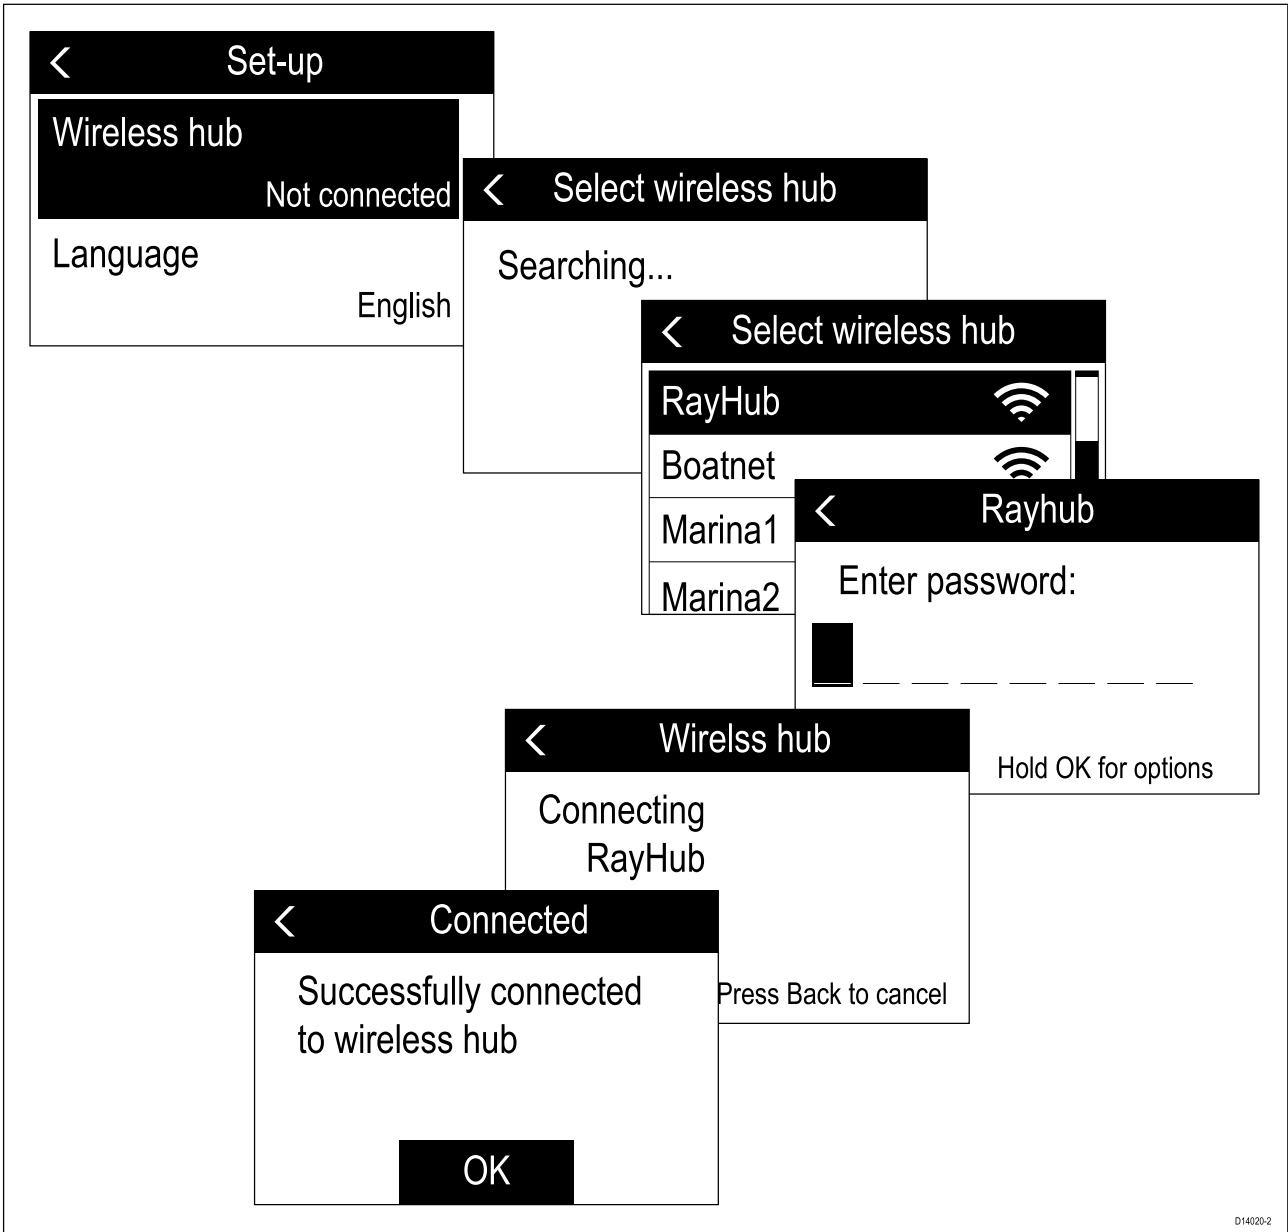 Set-up
Wireless hub
Not connected
Language
English
Select wireless hub
Searching...
Select wireless hub
RayHub
Boatnet
Marina1
Marina2
Rayhub
Enter password:
Hold OK for options
Wirelss hub
Connecting
RayHub
Press Back to cancel
Connected
Successfully connected
to wireless hub
OK
D14020-2